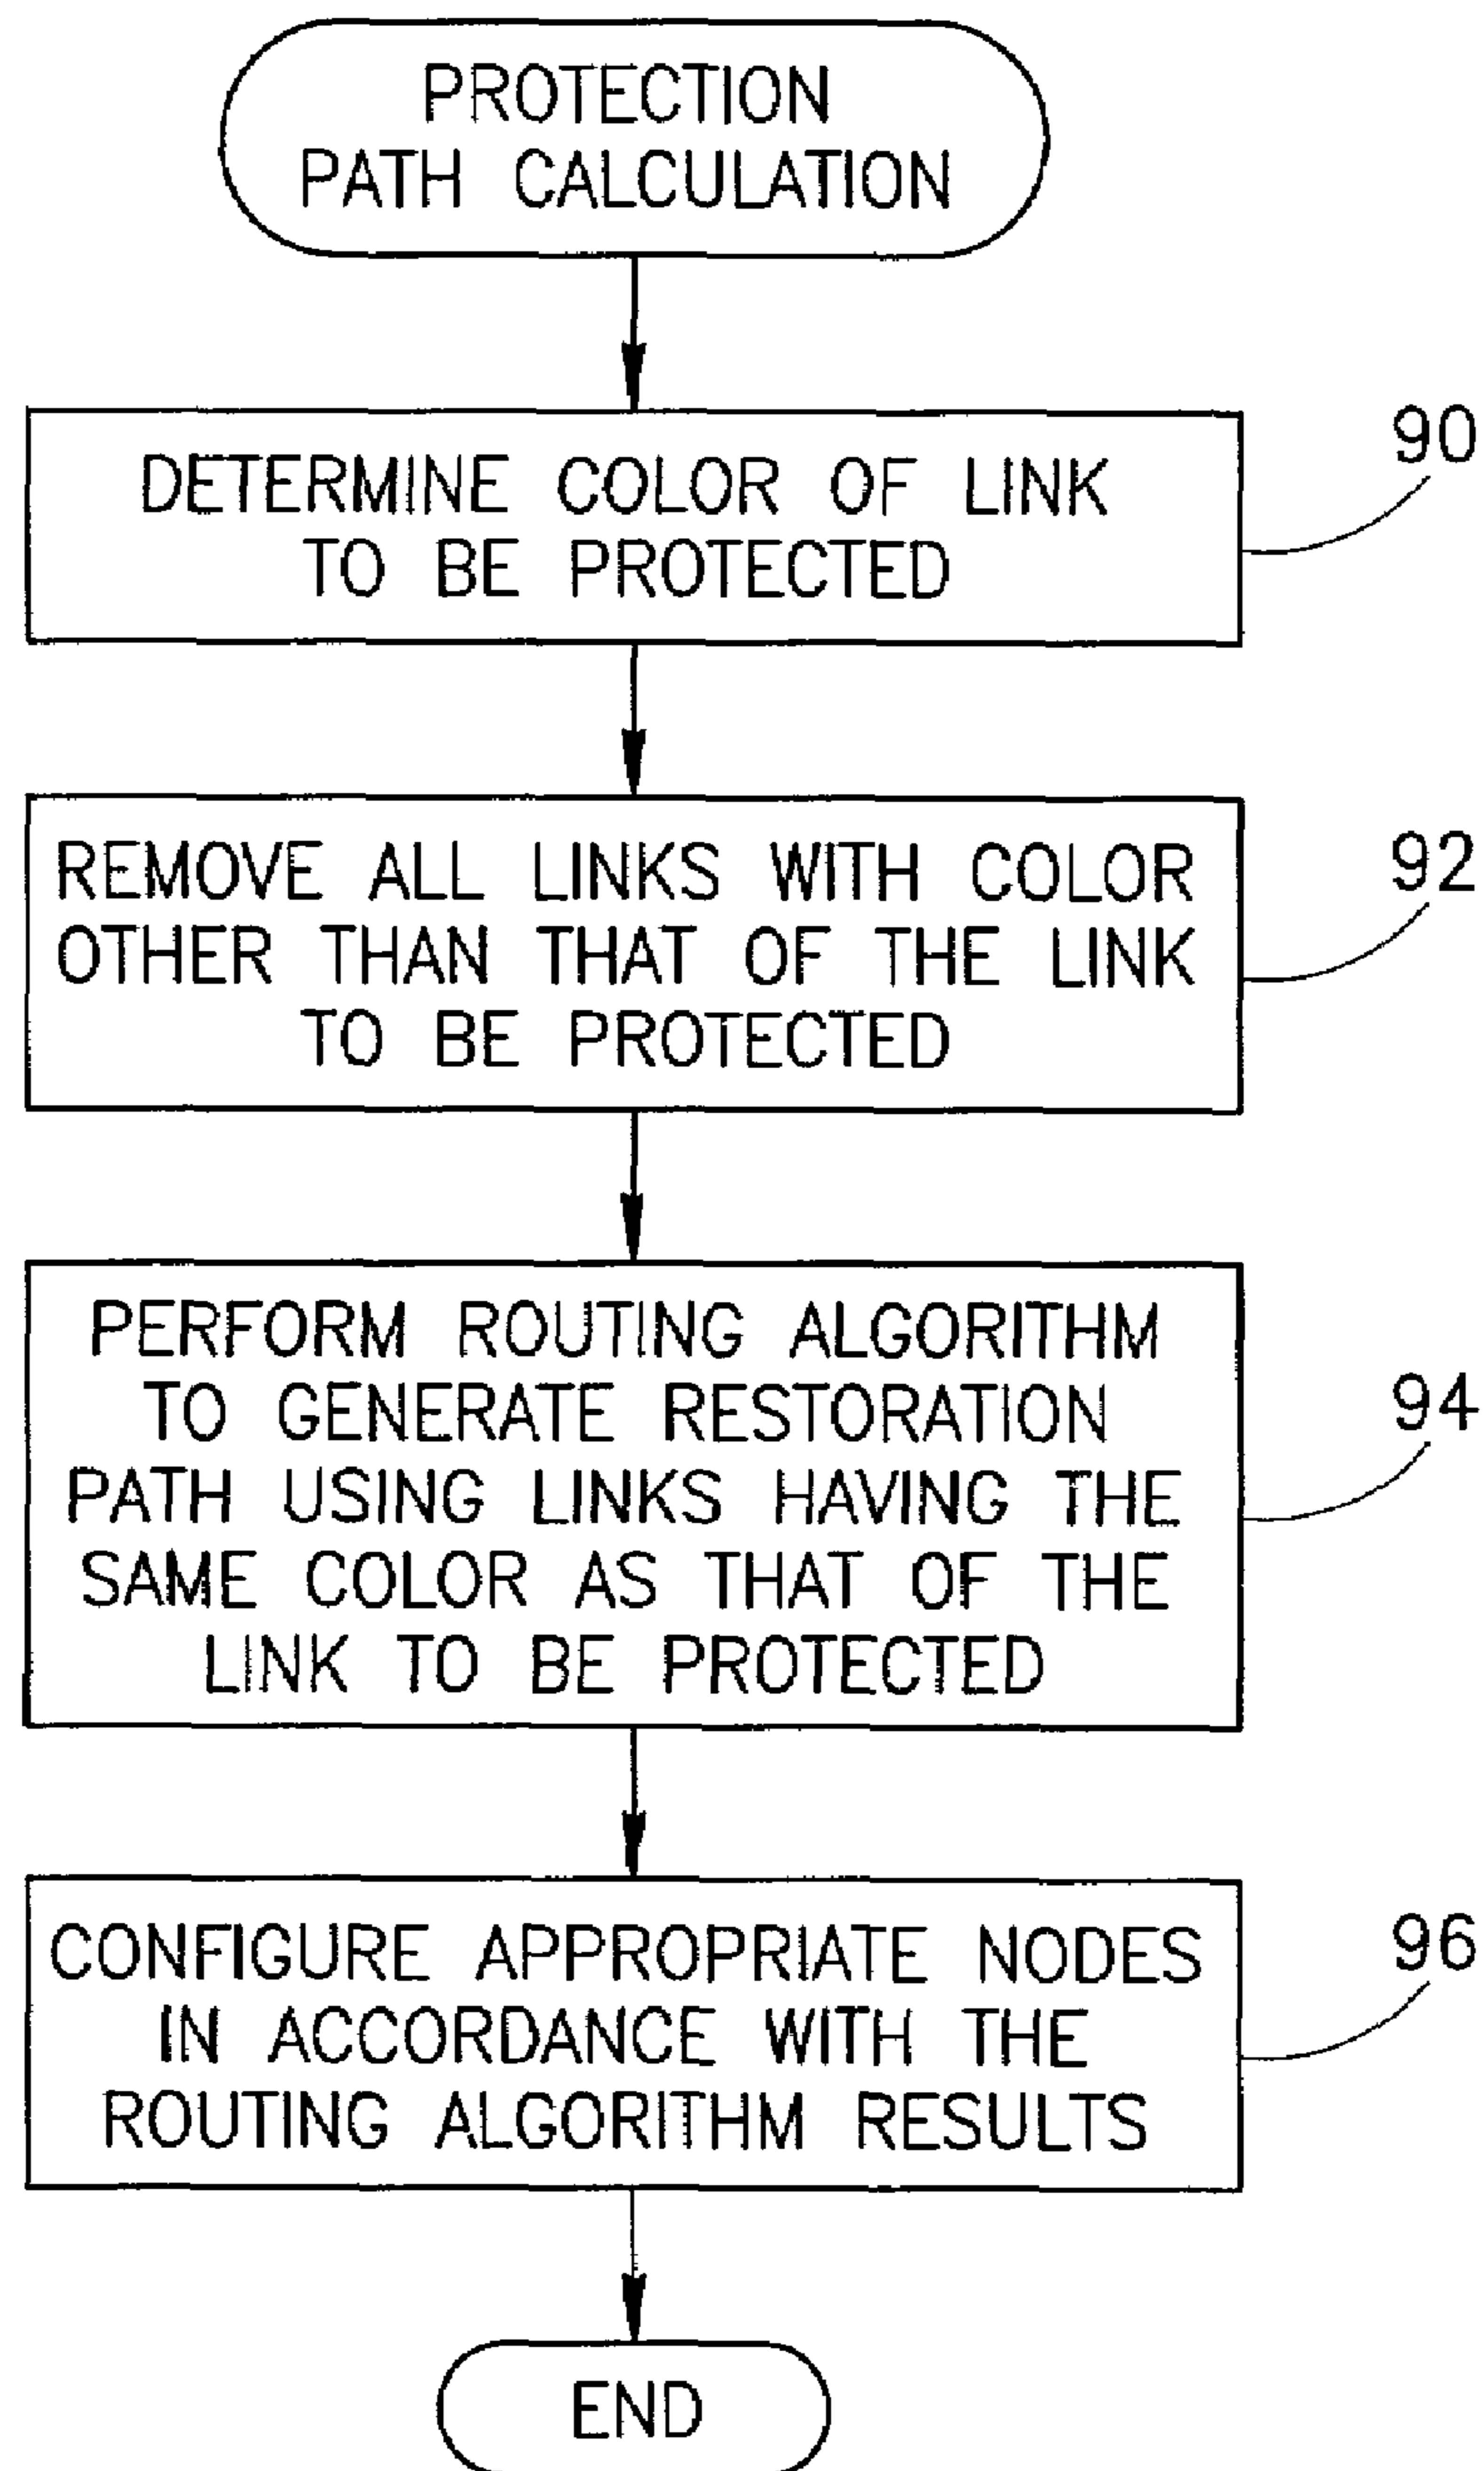 PROTECTION
PATH CALCULATION
DETERMINE COLOR OF LINK
TO BE PROTECTED
90
REMOVE ALL LINKS WITH COLOR
OTHER THAN THAT OF THE LINK
TO BE PROTECTED
92
PERFORM ROUTING ALGORITHM
TO GENERATE RESTORATION
PATH USING LINKS HAVING THE
SAME COLOR AS THAT OF THE
LINK TO BE PROTECTED
94
CONFIGURE APPROPRIATE NODES
IN ACCORDANCE WITH THE
ROUTING ALGORITHM RESULTS
96
END